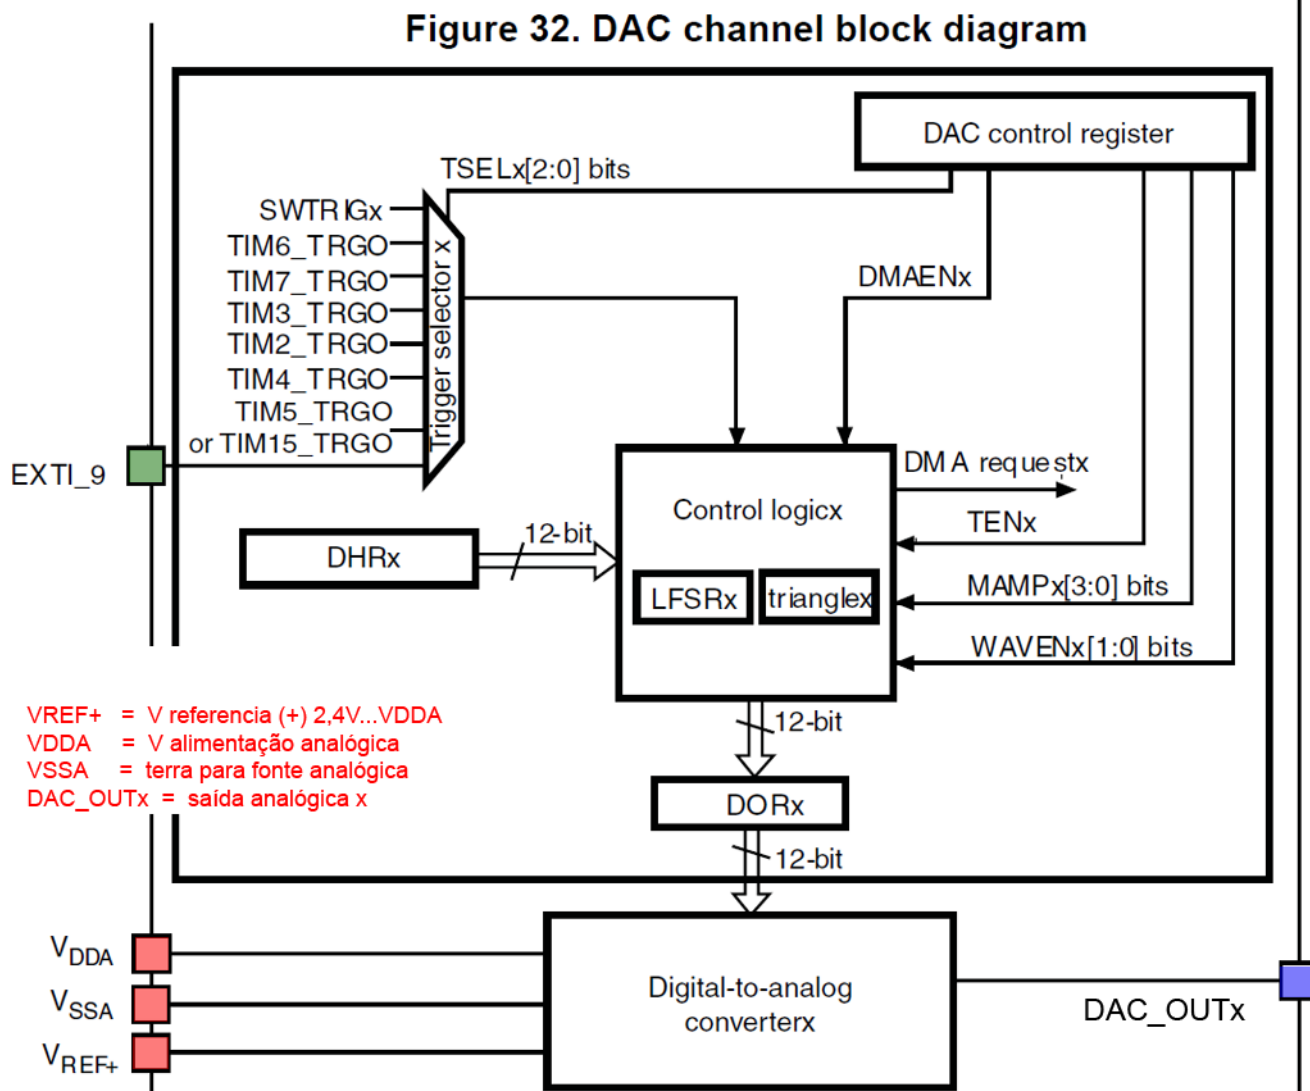 Figure 32. DAC channel block diagram
DAC control register
TSELx[2:0] bits
SWTRIGx
TIM6_TRGO
TIM7_TRGO
TIM3_TRGO
TIM2_TRGO
TIM4_TRGO
TIM5_TRGO
or TIM15_TRGO
Trigger selector x
EXTI_9
DMAENx
DMA requestx
Control logicx
TENx
DHRx
12-bit
LFSRx
trianglex
MAMPx[3:0] bits
WAVENx[1:0] bits
12-bit
VREF+ = V referencia (+) 2,4V...VDDA
VDDA = V alimentação analógica
VSSA = terra para fonte analógica
DAC_OUTx = saída analógica x
DORx
12-bit
VDDA
VSSA
VREF+
Digital-to-analog
converterx
DAC_OUTx